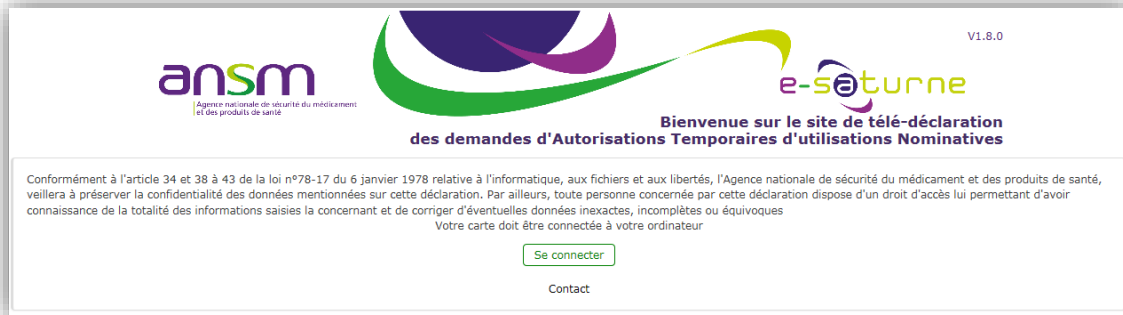 V1.8.0
ansm
Agence nationale de sécurité du médicament
et des produits de santé
e-saturne
Bienvenue sur le site de télé-déclaration
des demandes d'Autorisations Temporaires d'utilisations Nominatives
Conformément à l'article 34 et 38 à 43 de la loi n°78-17 du 6 janvier 1978 relative à l'informatique, aux fichiers et aux libertés, l'Agence nationale de sécurité du médicament et des produits de santé,
veillera à préserver la confidentialité des données mentionnées sur cette déclaration. Par ailleurs, toute personne concernée par cette déclaration dispose d'un droit d'accès lui permettant d'avoir
connaissance de la totalité des informations saisies la concernant et de corriger d'éventuelles données inexactes, incomplètes ou équivoques
Votre carte doit être connectée à votre ordinateur
Se connecter
Contact